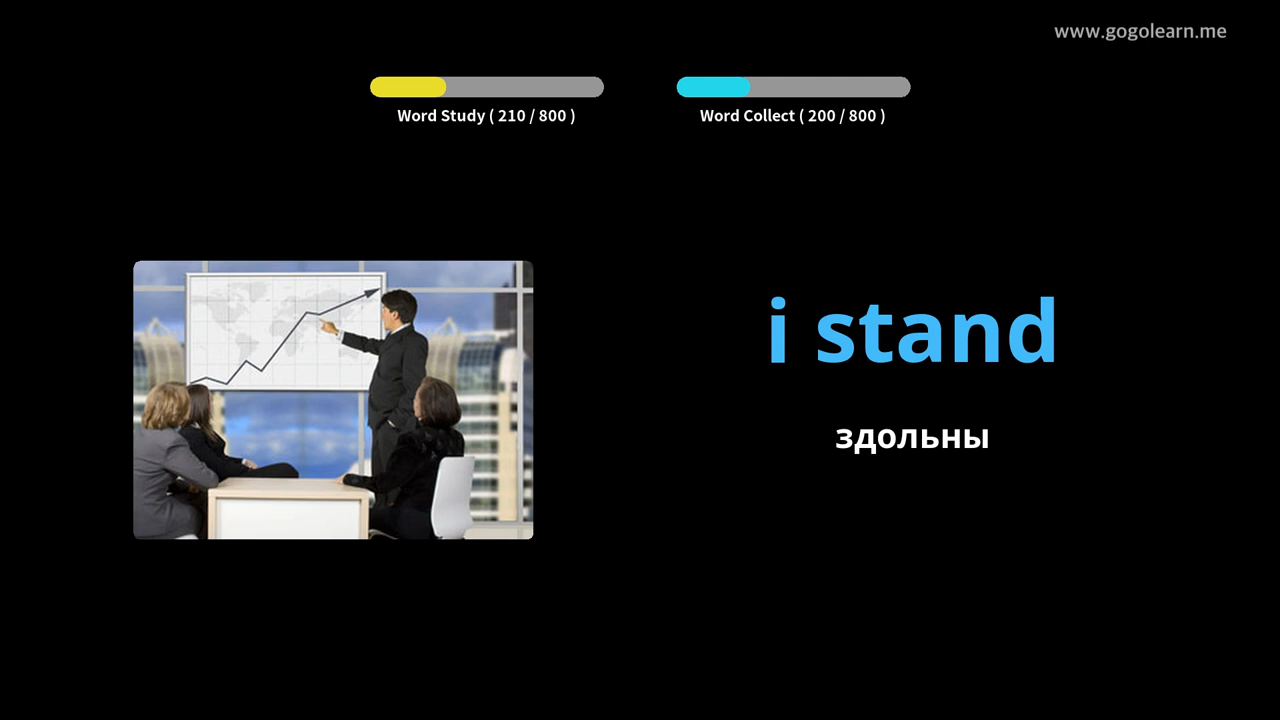 www.gogolearn.me
Word Study ( 210 / 800 )
Word Collect ( 200 / 800 )
i stand
здольны